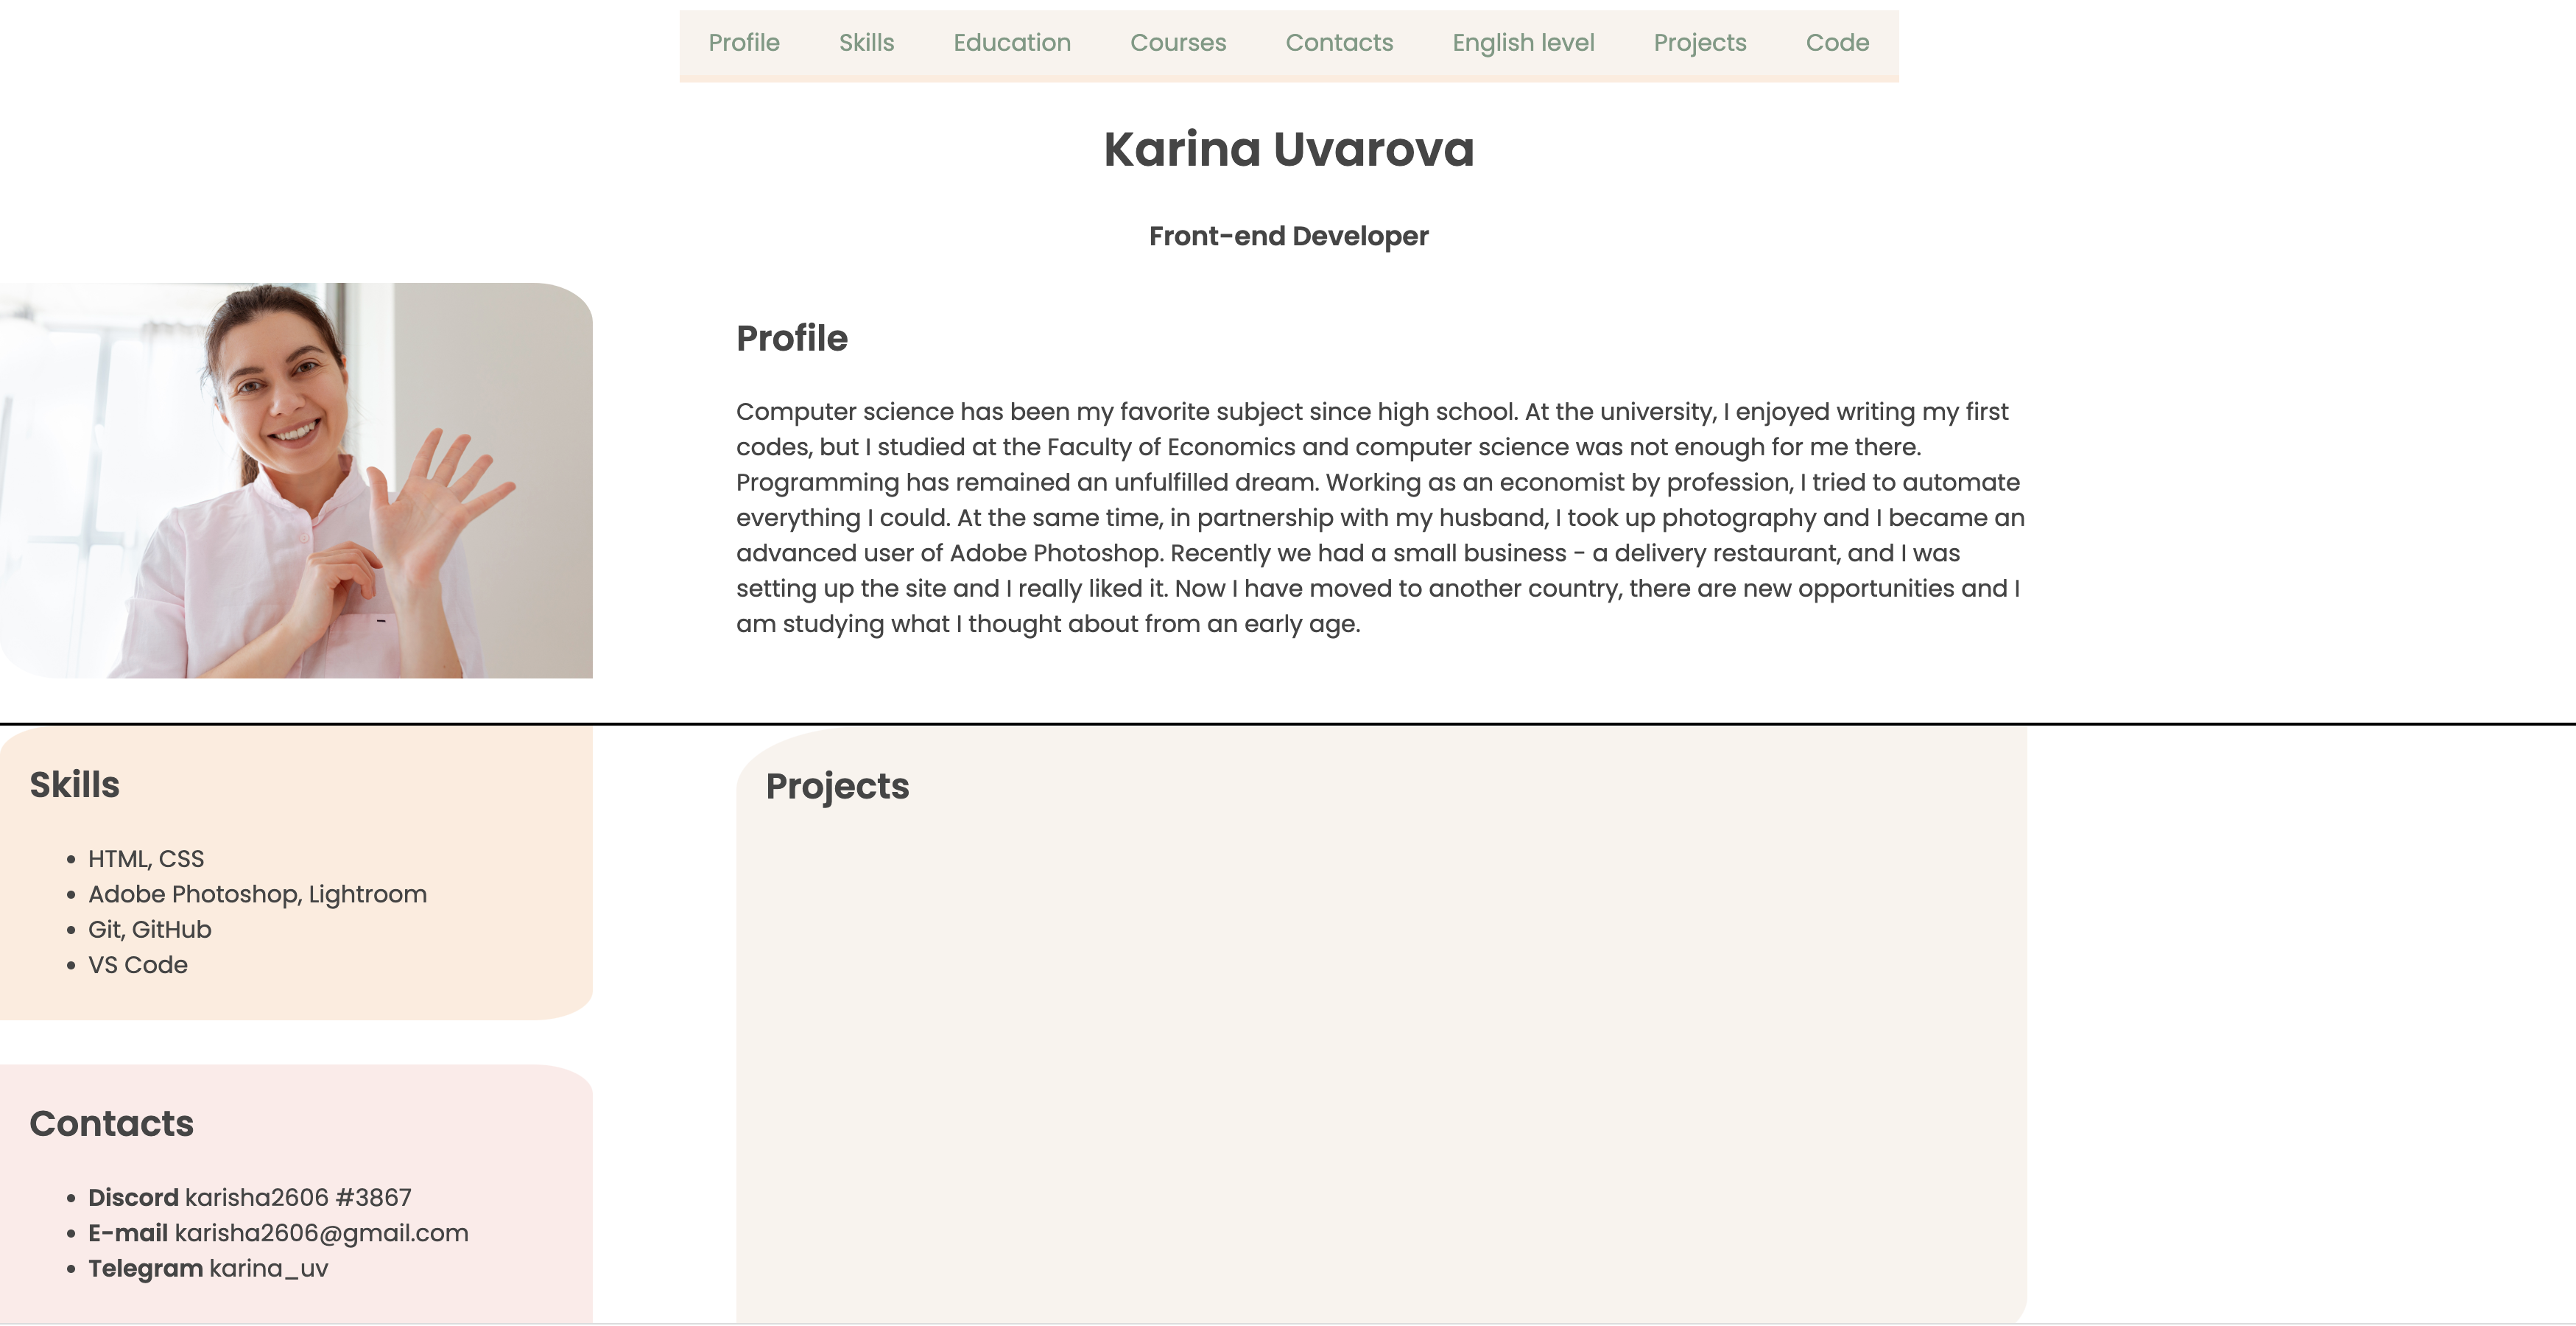 Profile Skills Education Courses Contacts English level Projects Code
Karina Uvarova
Front-end Developer
Profile
Computer science has been my favorite subject since high school. At the university, I enjoyed writing my first
codes, but I studied at the Faculty of Economics and computer science was not enough for me there.
Programming has remained an unfulfilled dream. Working as an economist by profession, I tried to automate
everything I could. At the same time, in partnership with my husband, I took up photography and I became an
advanced user of Adobe Photoshop. Recently we had a small business - a delivery restaurant, and I was
setting up the site and I really liked it. Now I have moved to another country, there are new opportunities and I
am studying what I thought about from an early age.
Skills
• HTML, CSS
• Adobe Photoshop, Lightroom
• Git, GitHub
• VS Code
Contacts
• Discord karisha2606 #3867
• E-mail karisha2606@gmail.com
• Telegram karina_uv
Projects